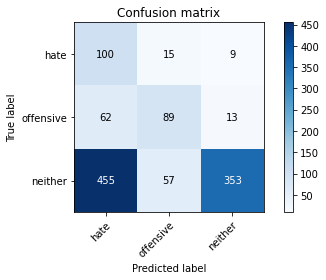 Confusion matrix
True label
hate 100 15 9
offensive 62 89 13
neither 455 57 353
hate offensive neither
Predicted label
450
400
350
300
250
200
150
100
50